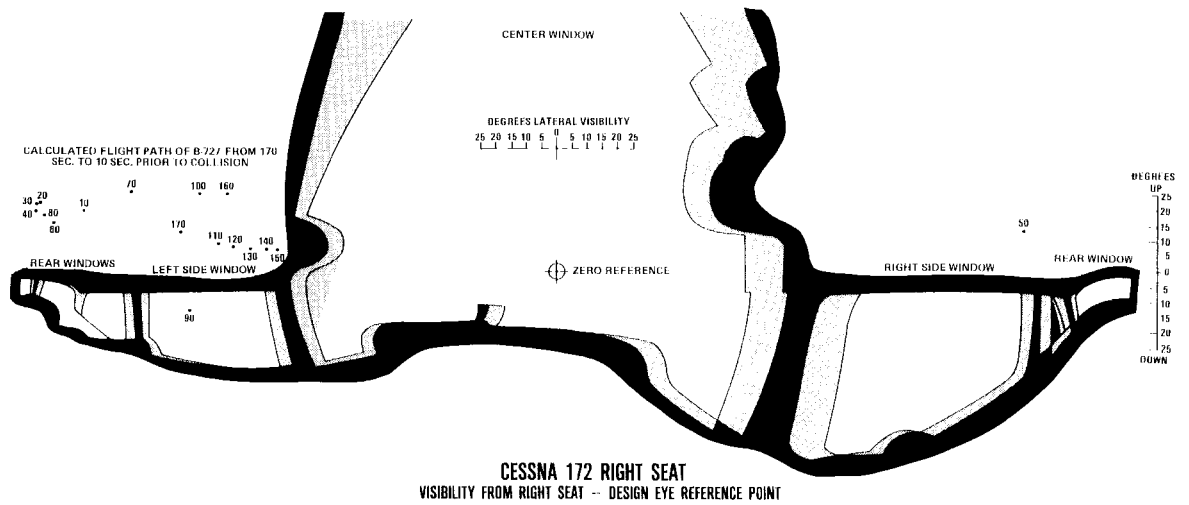 CENTER WINDOW
DEGREES LATERAL VISIBILITY
25 20 15 10 5 0 5 10 15 20 25
CALCULATED FLIGHT PATH OF B-727 FROM 170
SEC. TO 10 SEC. PRIOR TO COLLISION
70 100 160
30 20
40 80 10
60
170
110 120 130 140 150
50
DEGREES
UP
25
20
15
10
5
0
5
10
15
20
25
DOWN
REAR WINDOWS
LEFT SIDE WINDOW
ZERO REFERENCE
RIGHT SIDE WINDOW
REAR WINDOW
90
CESSNA 172 RIGHT SEAT
VISIBILITY FROM RIGHT SEAT -- DESIGN EYE REFERENCE POINT